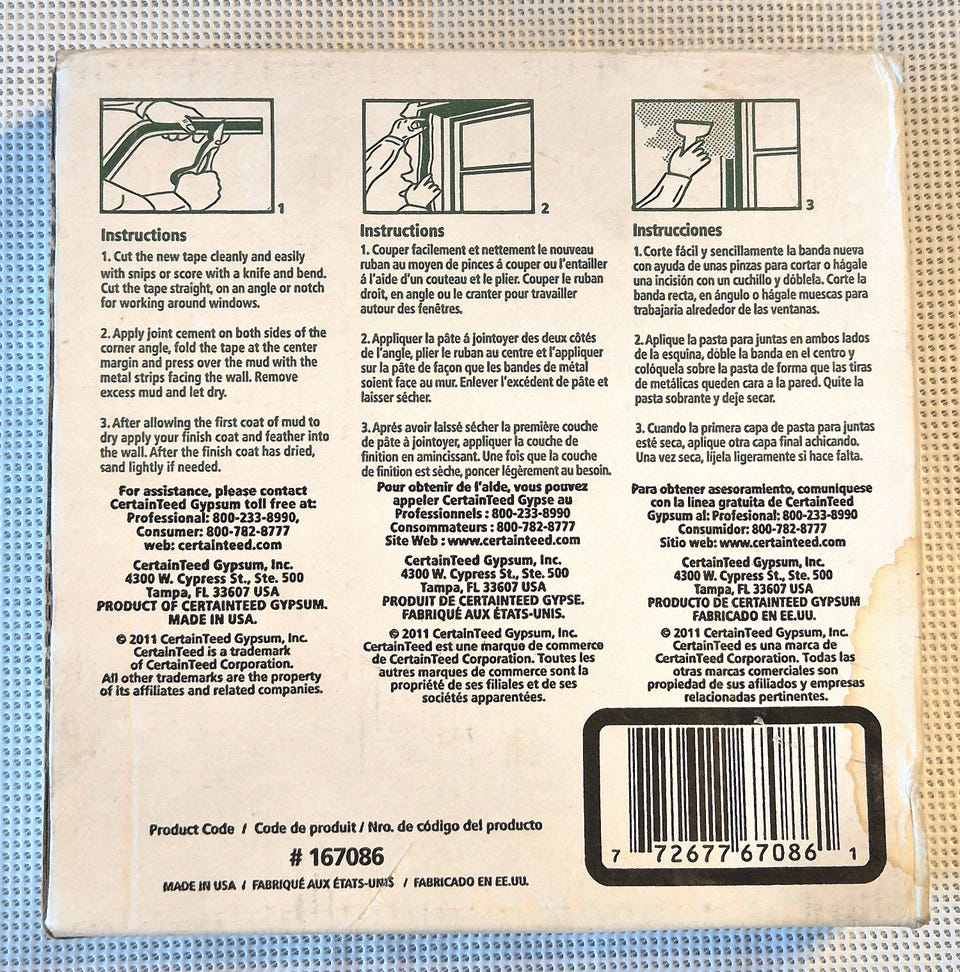 1
Instructions
1. Cut the new tape cleanly and easily
with snips or score with a knife and bend.
Cut the tape straight, on an angle or notch
for working around windows.
2. Apply joint cement on both sides of the
corner angle, fold the tape at the center
margin and press over the mud with the
metal strips facing the wall. Remove
excess mud and let dry.
3. After allowing the first coat of mud to
dry apply your finish coat and feather into
the wall. After the finish coat has dried,
sand lightly if needed.
For assistance, please contact
CertainTeed Gypsum toll free at:
Professional: 800-233-8990,
Consumer: 800-782-8777
web: certainteed.com
CertainTeed Gypsum, Inc.
4300 W. Cypress St., Ste. 500
Tampa, FL 33607 USA
PRODUCT OF CERTAINTEED GYPSUM.
MADE IN USA.
© 2011 CertainTeed Gypsum, Inc.
CertainTeed is a trademark
of CertainTeed Corporation.
All other trademarks are the property
of its affiliates and related companies.
2
Instructions
1. Couper facilement et nettement le nouveau
ruban au moyen de pinces á couper ou l'entailler
á l'aide d'un couteau et le plier. Couper le ruban
droit, en angle ou le cranter pour travailler
autour des fenêtres.
2. Appliquer la pâte á jointoyer des deux côtés
de l'angle, plier le ruban au centre et l'appliquer
sur la pâte de façon que les bandes de métal
soient face au mur. Enlever l'excédent de pâte et
laisser sécher.
3. Aprés avoir laissé sécher la première couche
de pâte à jointoyer, appliquer la couche de
finition en amincissant. Une fois que la couche
de finition est sèche, poncer légèrement au besoin.
Pour obtenir de l'aide, vous pouvez
appeler CertainTeed Gypse au
Professionnels : 800-233-8990
Consommateurs : 800-782-8777
Site Web : www.certainteed.com
CertainTeed Gypsum, Inc.
4300 W. Cypress St., Ste. 500
Tampa, FL 33607 USA
PRODUIT DE CERTAINTEED GYPSE.
FABRIQUÉ AUX ÉTATS-UNIS.
© 2011 CertainTeed Gypsum, Inc.
CertainTeed est une marque de commerce
de CertainTeed Corporation. Toutes les
autres marques de commerce sont la
propriété de ses filiales et de ses
sociétés apparentées.
3
Instrucciones
1. Corte fácil y sencillamente la banda nueva
con ayuda de unas pinzas para cortar o hágale
una incisión con un cuchillo y dóblela. Corte la
banda recta, en ángulo o hágale muescas para
trabajaria alrededor de las ventanas.
2. Aplique la pasta para juntas en ambos lados
de la esquina, dóble la banda en el centro y
colóquela sobre la pasta de forma que las tiras
de metálicas queden cara a la pared. Quite la
pasta sobrante y deje secar.
3. Cuando la primera capa de pasta para juntas
esté seca, aplique otra capa final achicando.
Una vez seca, líjela ligeramente si hace falta.
Para obtener asesoramiento, comuníquese
con la línea gratuita de CertainTeed
Gypsum al: Profesional: 800-233-8990
Consumidor: 800-782-8777
Sitio web: www.certainteed.com
CertainTeed Gypsum, Inc.
4300 W. Cypress St., Ste. 500
Tampa, FL 33607 USA
PRODUCTO DE CERTAINTEED GYPSUM
FABRICADO EN EE.UU.
© 2011 CertainTeed Gypsum, Inc.
CertainTeed es una marca de
CertainTeed Corporation. Todas las
otras marcas comerciales son
propiedad de sus afiliados y empresas
relacionadas pertinentes.
Product Code / Code de produit / Nro. de código del producto
# 167086
MADE IN USA / FABRIQUÉ AUX ÉTATS-UNIS / FABRICADO EN EE.UU.
7 72677 67086 1